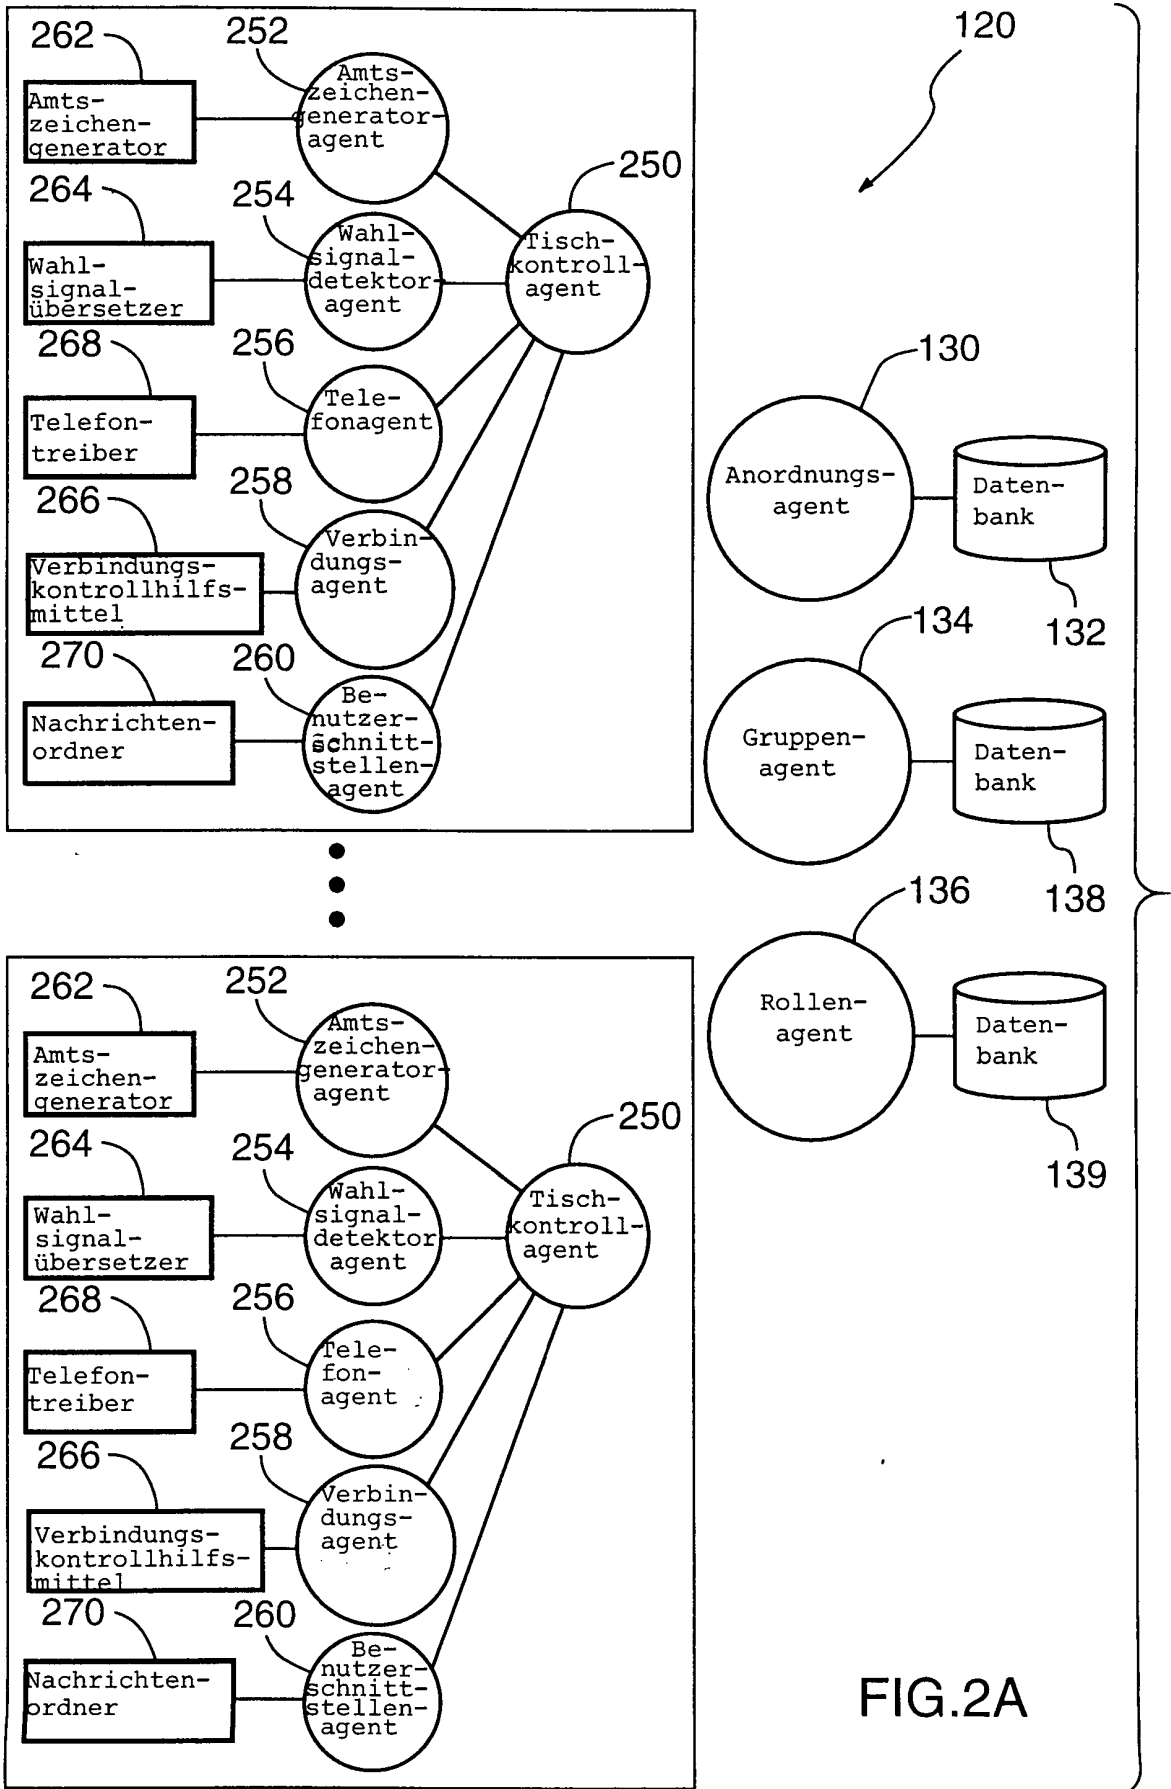 262
252
120
Amts-
zeichen-
generator
Amts-
zeichen-
generator-
agent
250
264
254
Wahl-
signal-
übersetzer
Wahl-
signal-
detektor-
agent
Tisch-
kontroll-
agent
268
256
130
Telefon-
treiber
Tele-
fonagent
Anordnungs-
agent
Daten-
bank
266
258
132
Verbindungs-
kontrollhilfs-
mittel
Verbin-
dungs-
agent
134
270
260
Nachrichten-
ordner
Be-
nutzer-
schnitt-
stellen-
agent
Gruppen-
agent
Daten-
bank
138
136
262
252
Amts-
zeichen-
generator
Amts-
zeichen-
generator-
agent
Rollen-
agent
Daten-
bank
139
250
264
254
Wahl-
signal-
übersetzer
Wahl-
signal-
detektor
agent
Tisch-
kontroll-
agent
268
256
Telefon-
treiber
Tele-
fon-
agent
266
258
Verbindungs-
kontrollhilfs-
mittel
Verbin-
dungs-
agent
270
260
Nachrichten-
ordner
Be-
nutzer-
schnitt-
stellen-
agent
FIG.2A